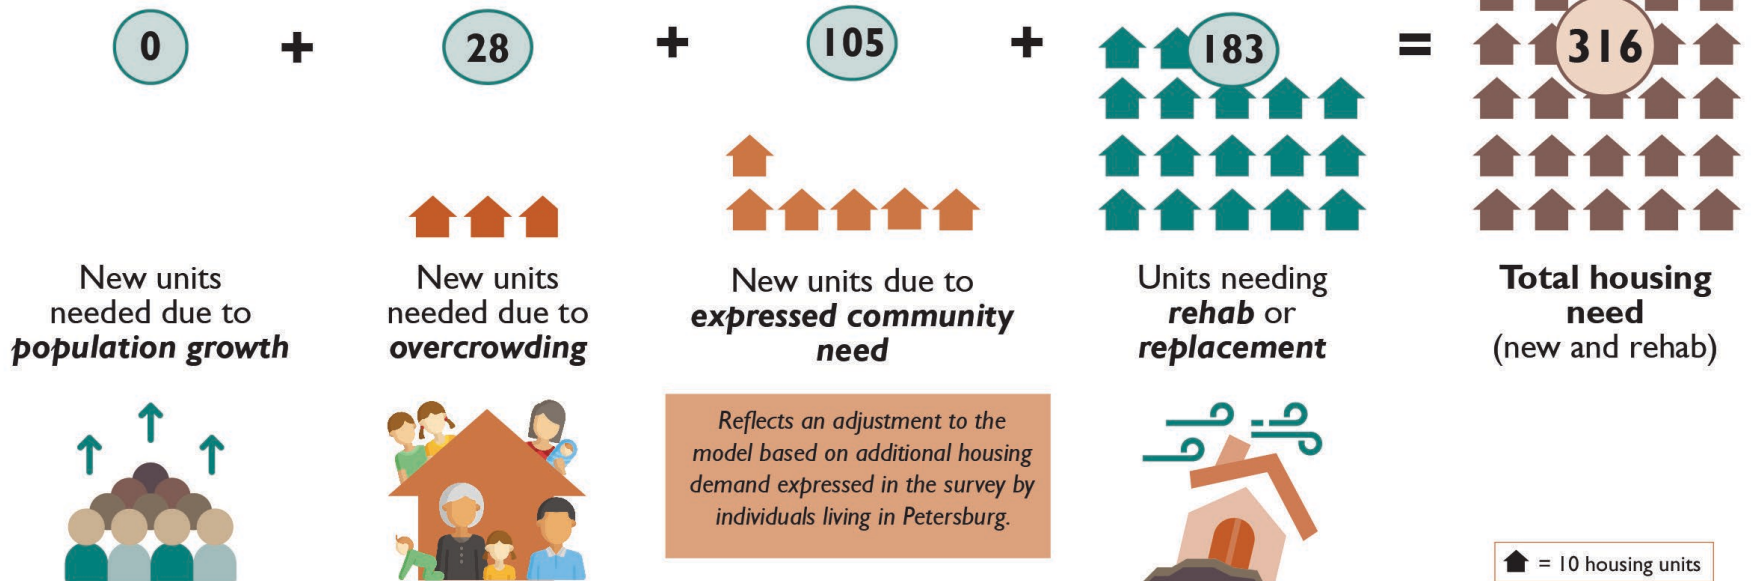 0 + 28 + 105 + 183 = 316
New units
needed due to
population growth
New units
needed due to
overcrowding
New units due to
expressed community
need
Reflects an adjustment to the
model based on additional housing
demand expressed in the survey by
individuals living in Petersburg.
Units needing
rehab or
replacement
Total housing
need
(new and rehab)
= 10 housing units